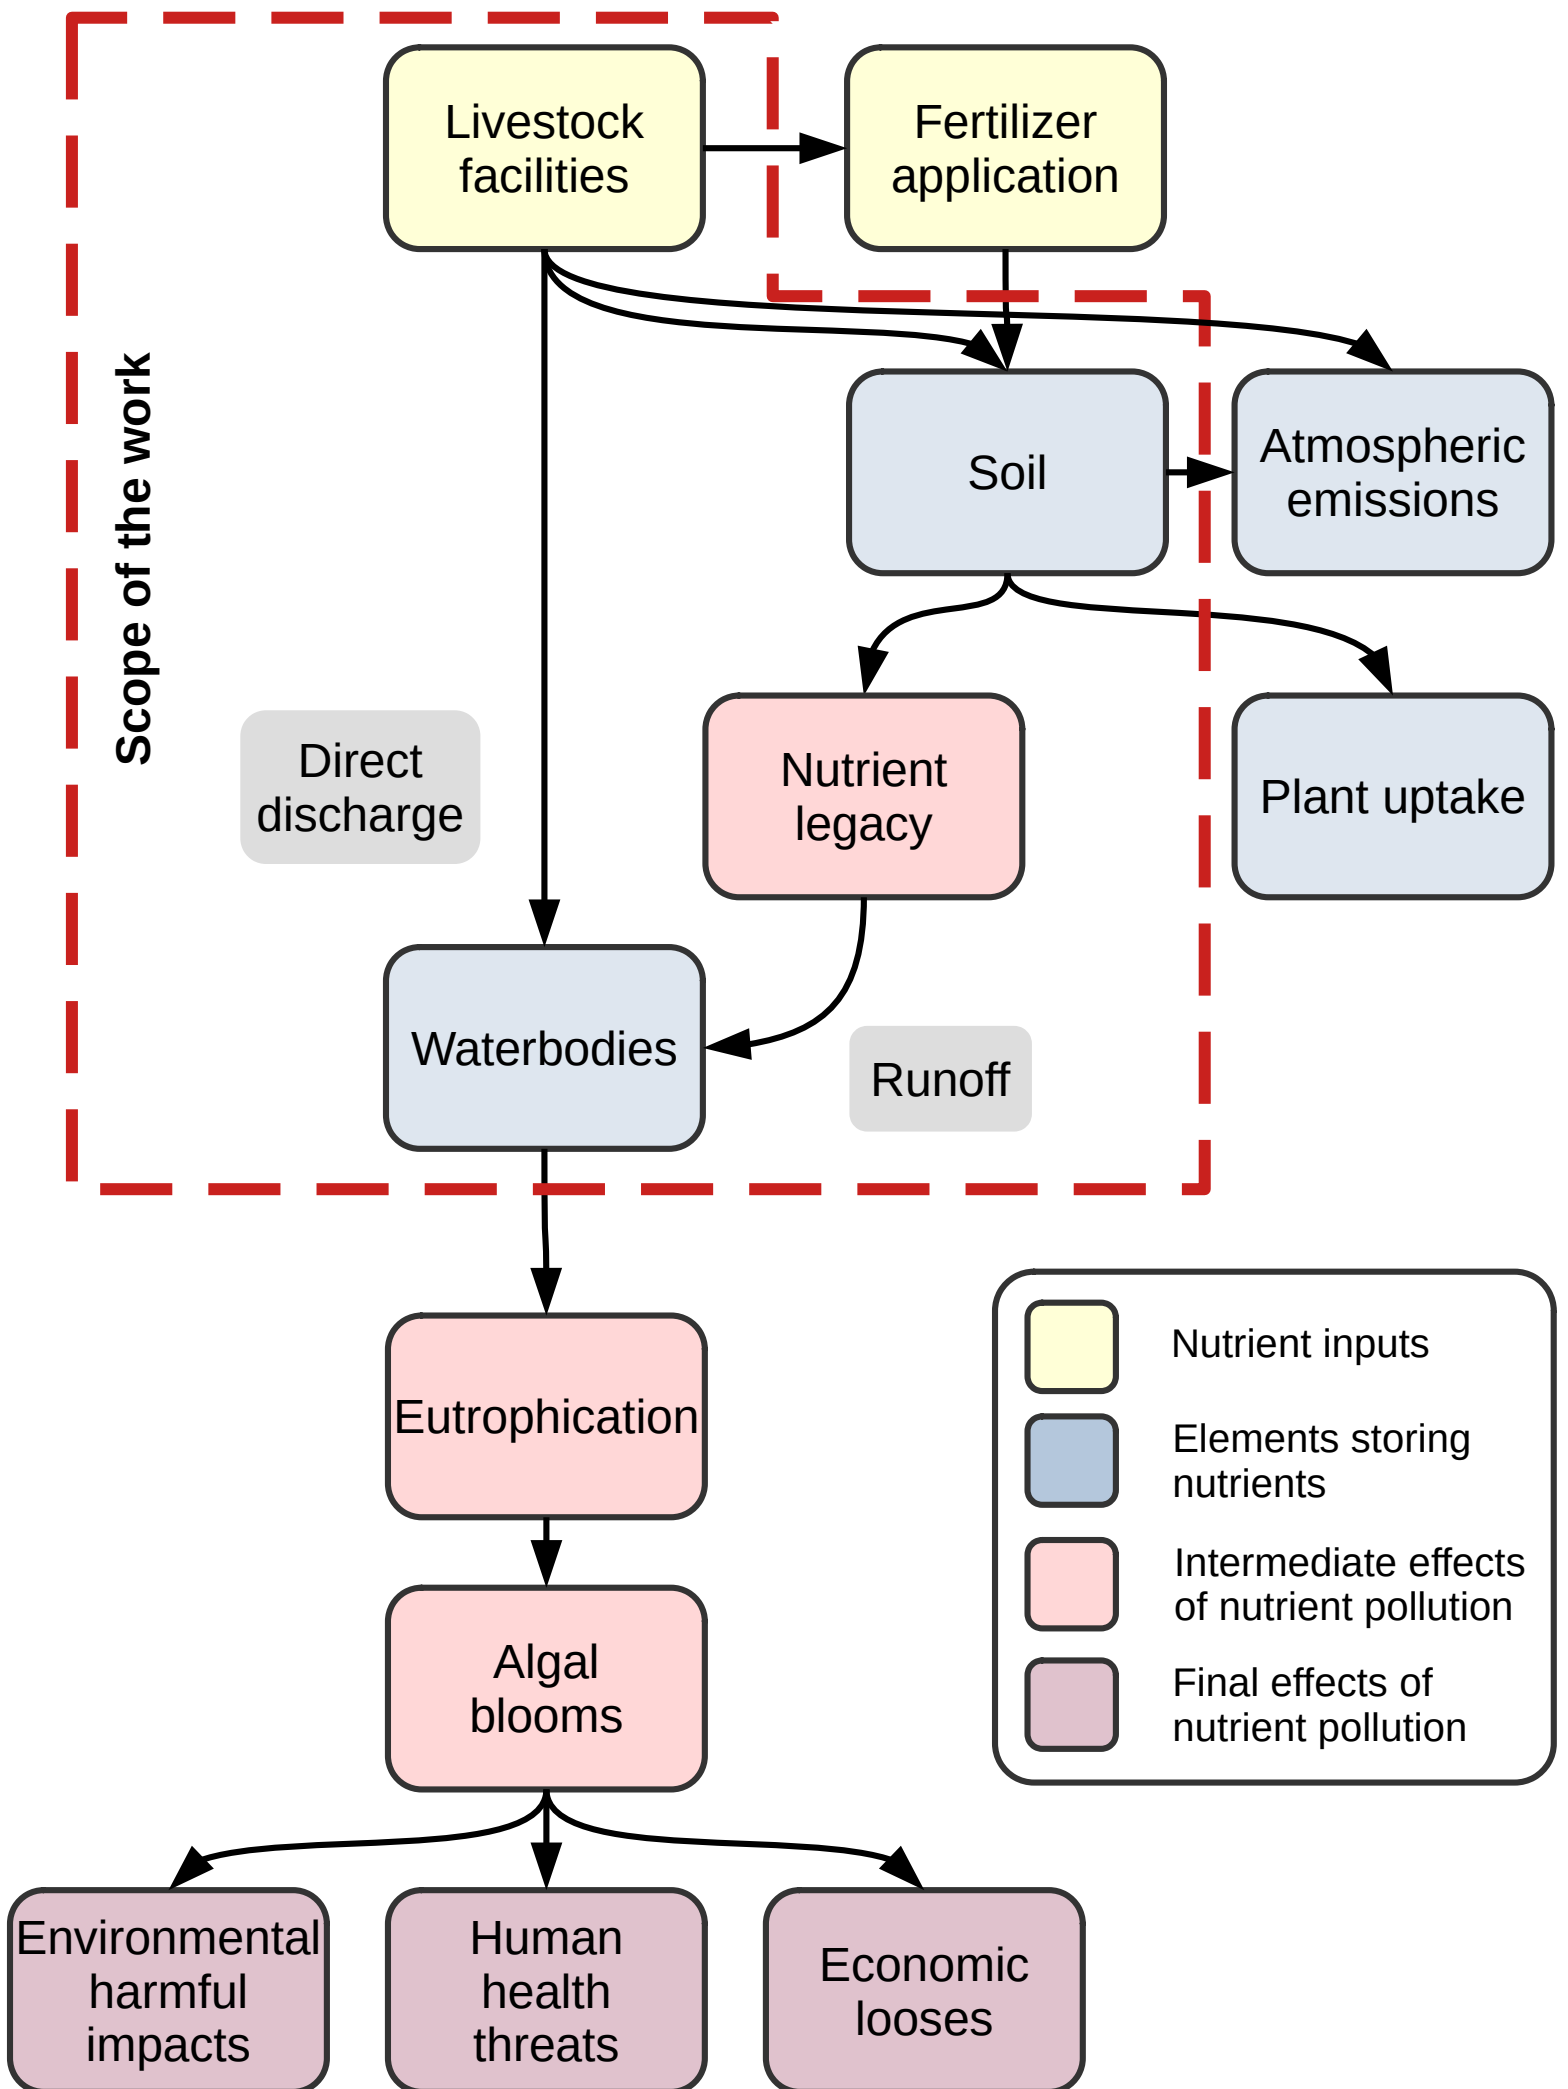 Livestock
facilities
Fertilizer
application
Scope of the work
Soil
Atmospheric
emissions
Direct
discharge
Nutrient
legacy
Plant uptake
Waterbodies
Runoff
Eutrophication
Nutrient inputs
Elements storing
nutrients
Intermediate effects
of nutrient pollution
Final effects of
nutrient pollution
Algal
blooms
Environmental
harmful
impacts
Human
health
threats
Economic
looses